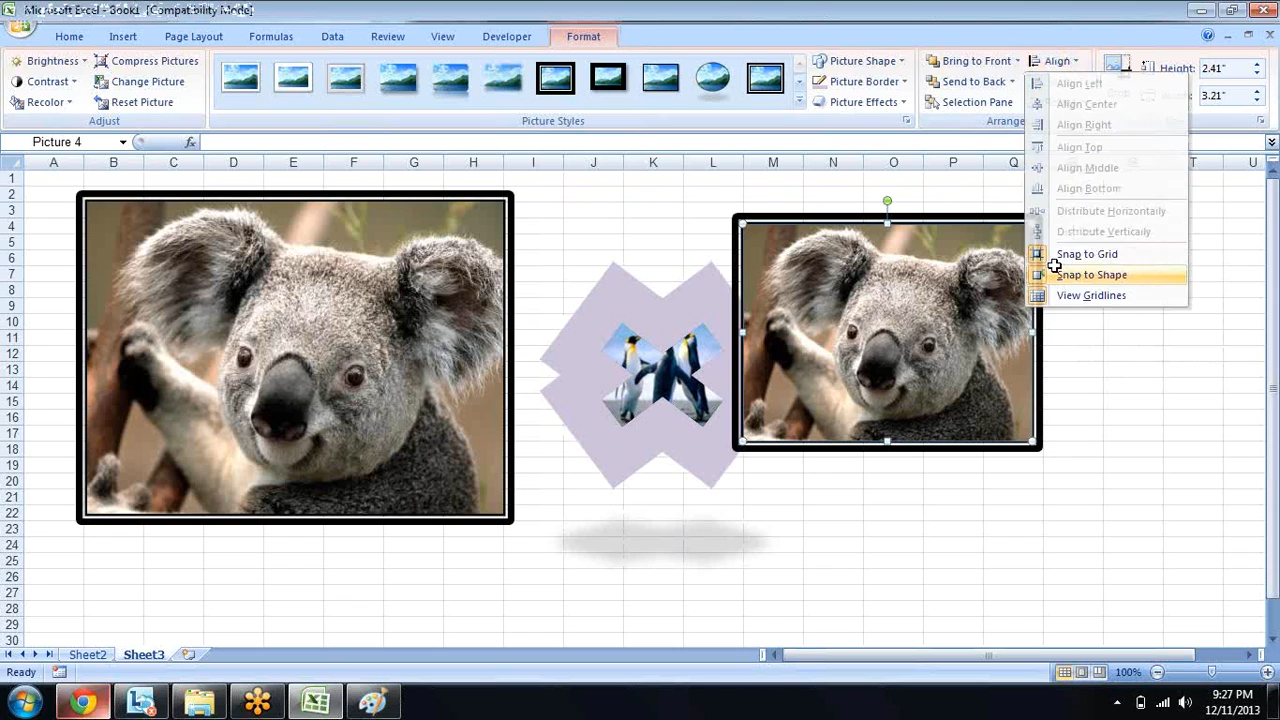 Microsoft Excel - Book1 [Compatibility Mode]
Home Insert Page Layout Formulas Data Review View Developer Format
Brightness Compress Pictures
Contrast Change Picture
Recolor Reset Picture
Adjust
Picture Styles
Picture Shape
Picture Border
Picture Effects
Bring to Front
Send to Back
Selection Pane
Arrange
Align
Height: 2.41"
3.21"
Align Left
Align Center
Align Right
Align Top
Align Middle
Align Bottom
Distribute Horizontally
Distribute Vertically
Snap to Grid
Snap to Shape
View Gridlines
Picture 4 fx
A B C D E F G H I J K L M N O P Q T U
1
2
3
4
5
6
7
8
9
10
11
12
13
14
15
16
17
18
19
20
21
22
23
24
25
26
27
28
29
30
Sheet2 Sheet3
Ready 100%
9:27 PM
12/11/2013